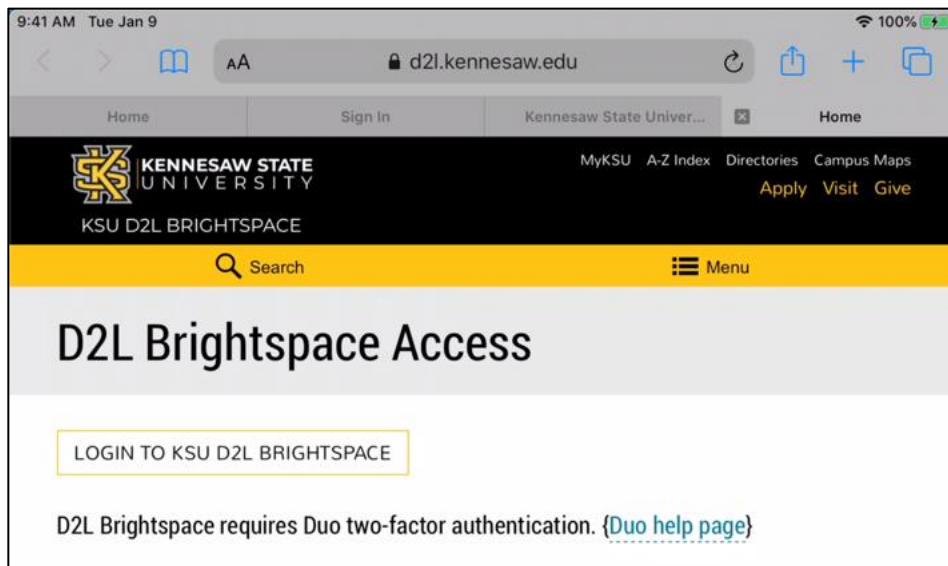 9:41 AM Tue Jan 9 100%
AA d2l.kennesaw.edu
Home Sign In Kennesaw State Univer... Home
KS KENNESAW STATE
UNIVERSITY
MyKSU A-Z Index Directories Campus Maps
Apply Visit Give
KSU D2L BRIGHTSPACE
Search Menu
D2L Brightspace Access
LOGIN TO KSU D2L BRIGHTSPACE
D2L Brightspace requires Duo two-factor authentication. {Duo help page}